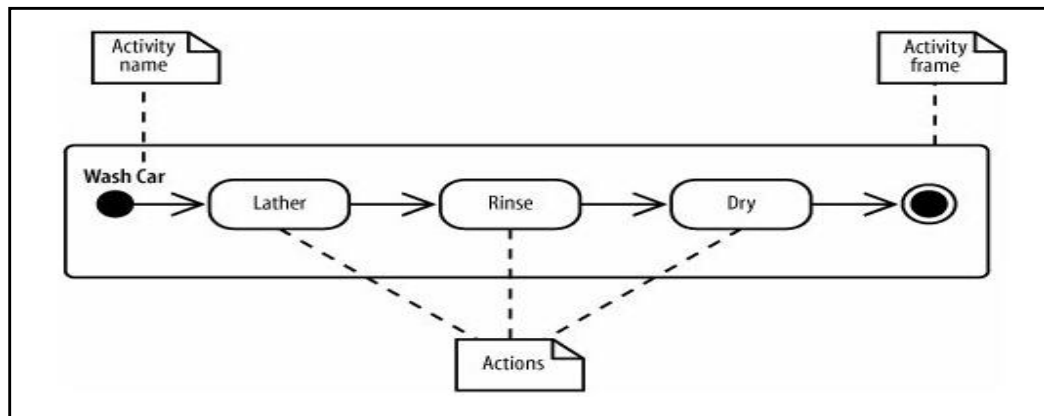 Activity
name
Activity
frame
Wash Car
Lather
Rinse
Dry
Actions